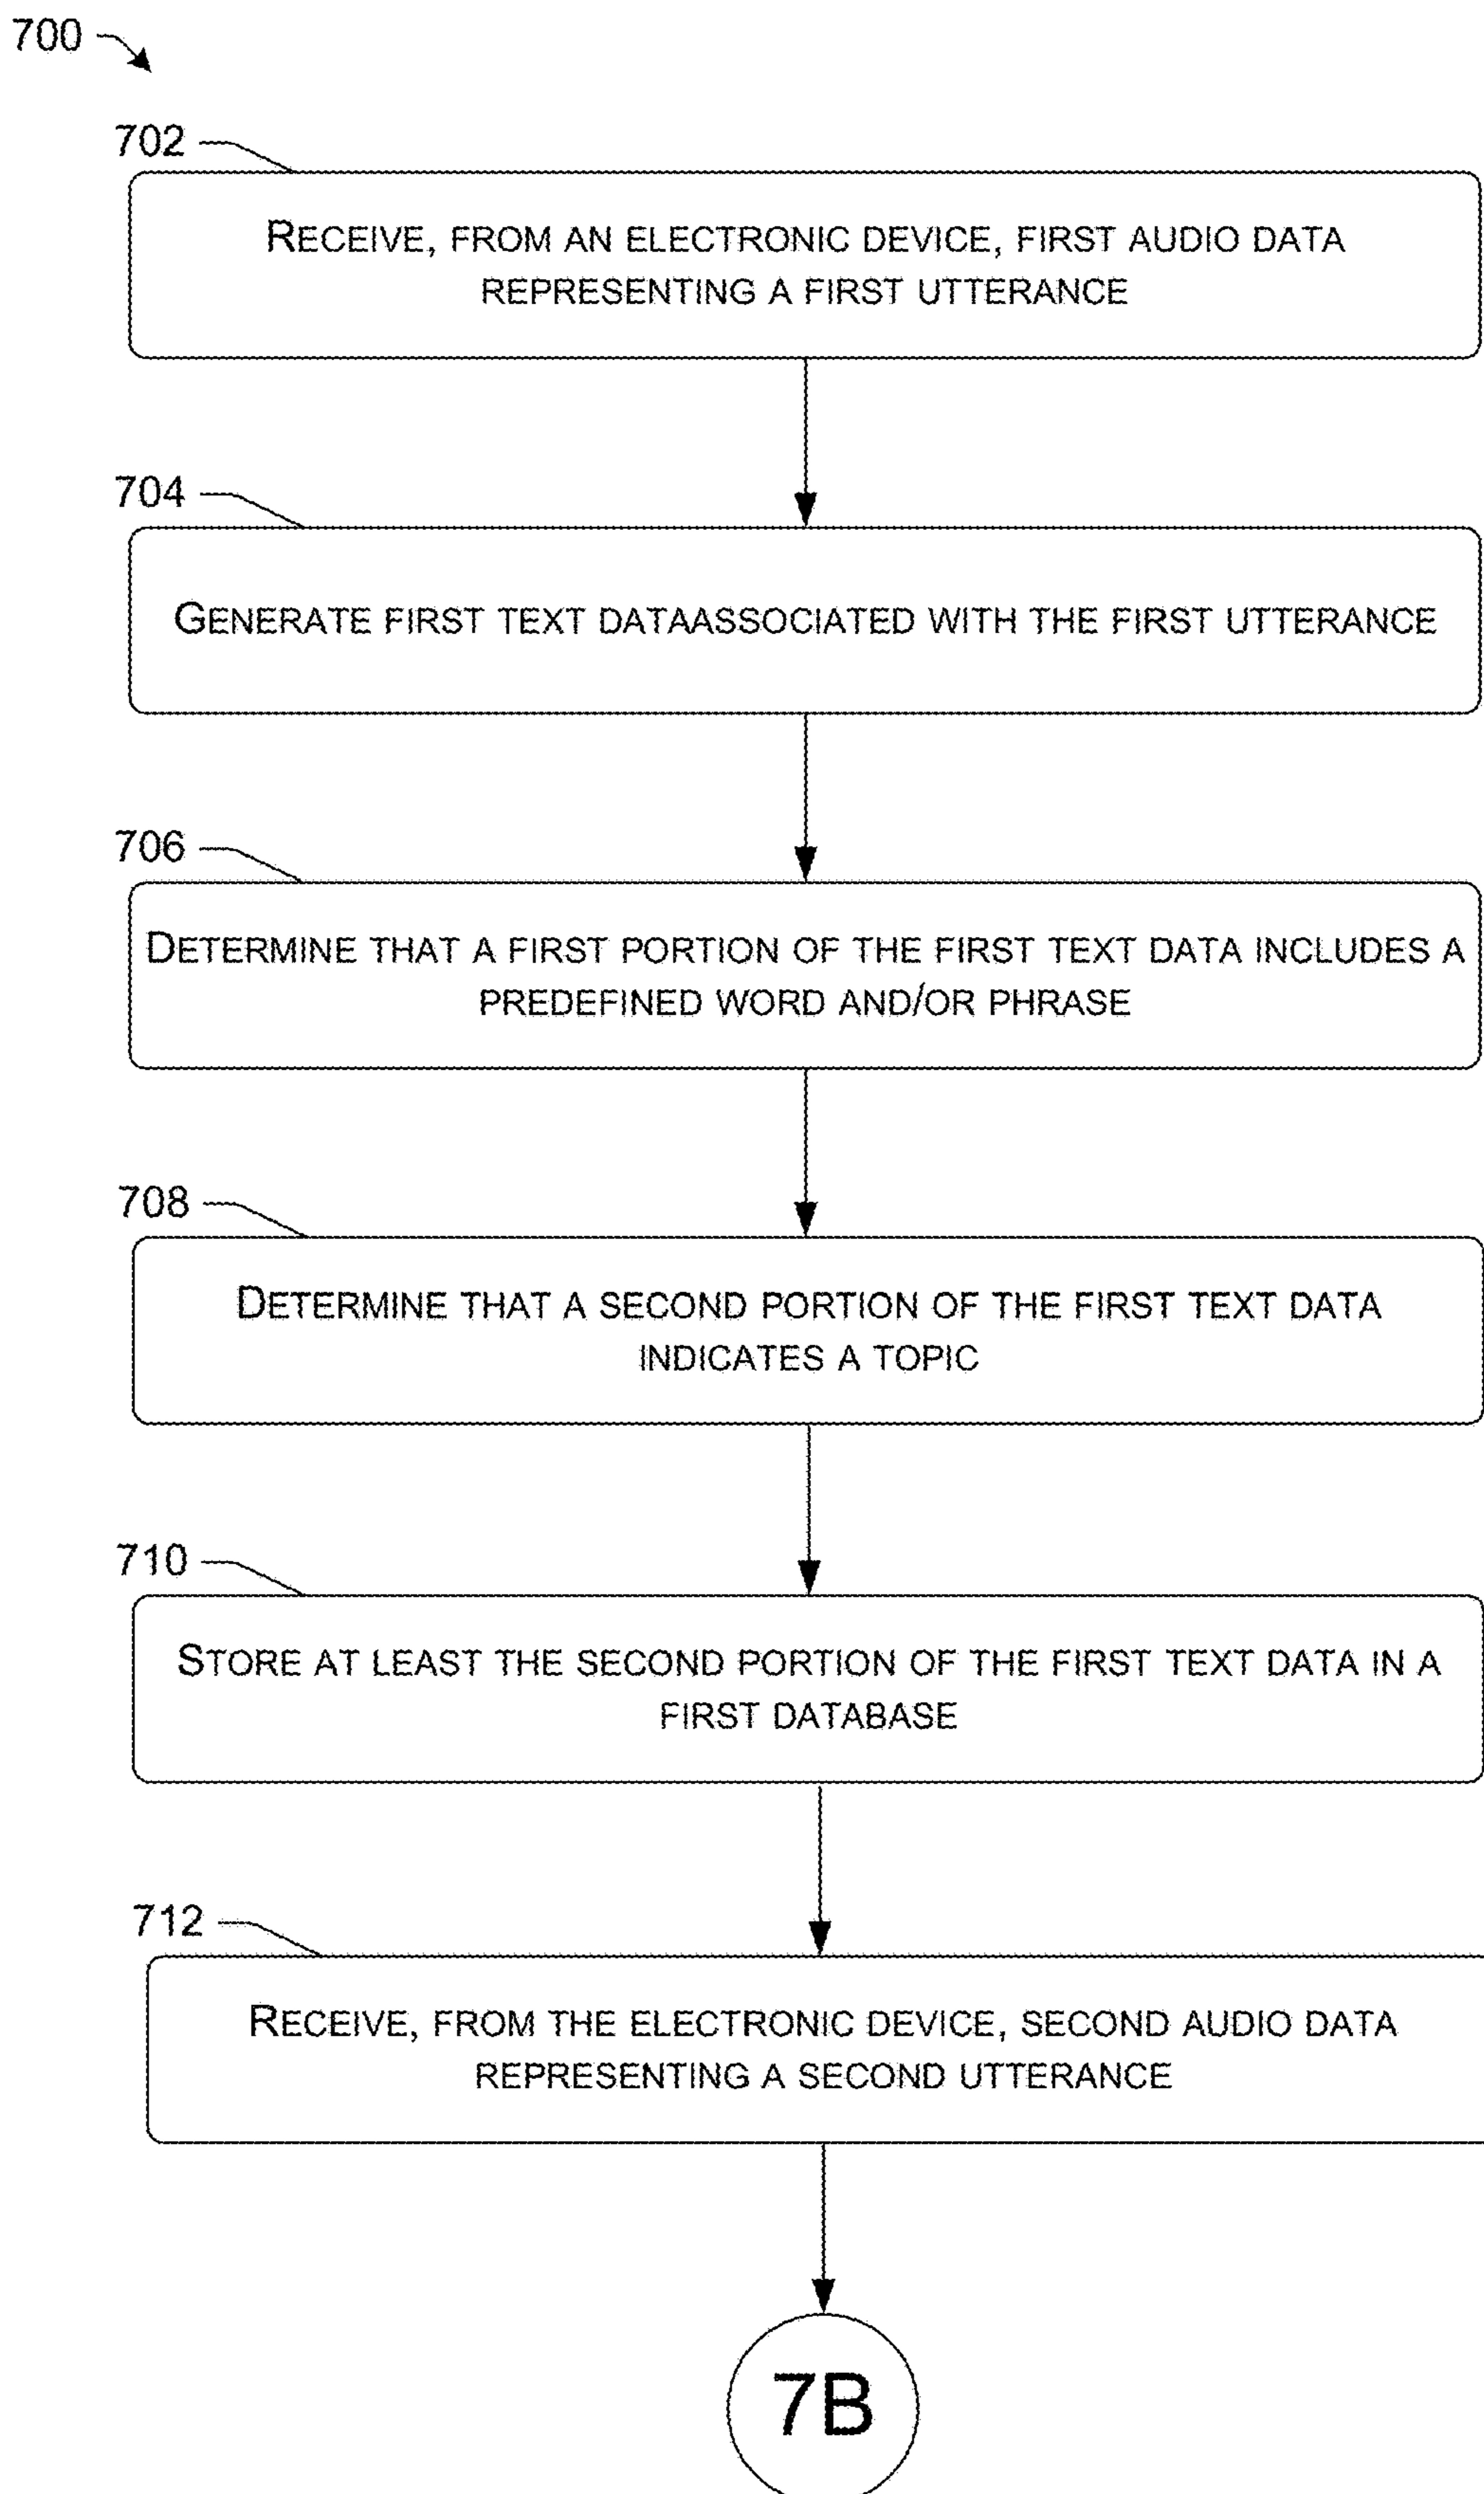 700
702
RECEIVE, FROM AN ELECTRONIC DEVICE, FIRST AUDIO DATA
REPRESENTING A FIRST UTTERANCE
704
GENERATE FIRST TEXT DATAASSOCIATED WITH THE FIRST UTTERANCE
706
DETERMINE THAT A FIRST PORTION OF THE FIRST TEXT DATA INCLUDES A
PREDEFINED WORD AND/OR PHRASE
708
DETERMINE THAT A SECOND PORTION OF THE FIRST TEXT DATA
INDICATES A TOPIC
710
STORE AT LEAST THE SECOND PORTION OF THE FIRST TEXT DATA IN A
FIRST DATABASE
712
RECEIVE, FROM THE ELECTRONIC DEVICE, SECOND AUDIO DATA
REPRESENTING A SECOND UTTERANCE
7B